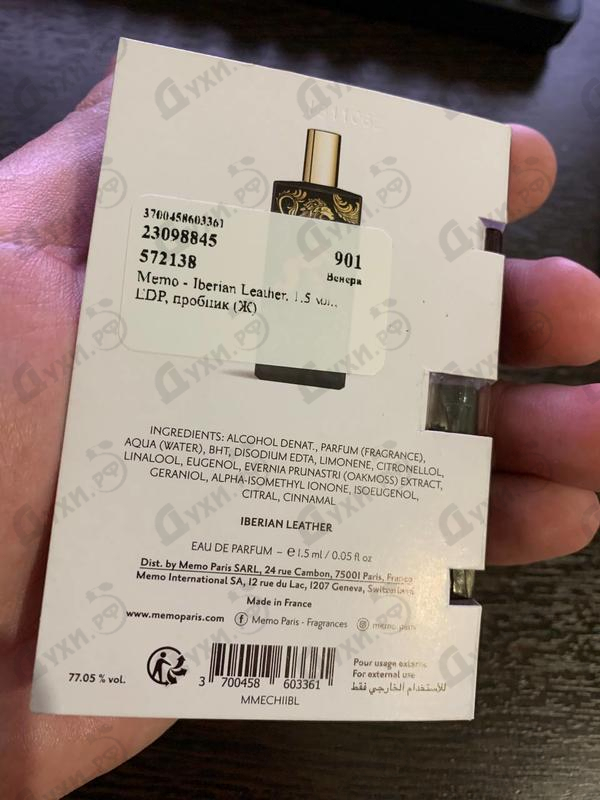 3700458603361
23098845
572138
901
Венера
Memo - Iberian Leather, 1.5
EDP, пробник (Ж)
INGREDIENTS: ALCOHOL DENAT., PARFUM (FRAGRANCE),
AQUA (WATER), BHT, DISODIUM EDTA, LIMONENE, CITRONELLOL,
LINALOOL, EUGENOL, EVERNIA PRUNASTRI (OAKMOSS) EXTRACT,
GERANIOL, ALPHA-ISOMETHYL IONONE, ISOEUGENOL,
CITRAL, CINNAMAL
IBERIAN LEATHER
EAU DE PARFUM – ℮ 1.5 ml / 0.05 fl oz
Dist. by Memo Paris SARL, 24 rue Cambon, 75001 Paris, France
Memo International SA, 12 rue du Lac, 1207 Geneva, Switzerland
Made in France
www.memoparis.com f Memo Paris - Fragrances memo.paris
77.05 % vol.
3 700458 603361
MMECHIIBL
Pour usage externe
For external use
للاستخدام الخارجي فقط
Духи.РФ